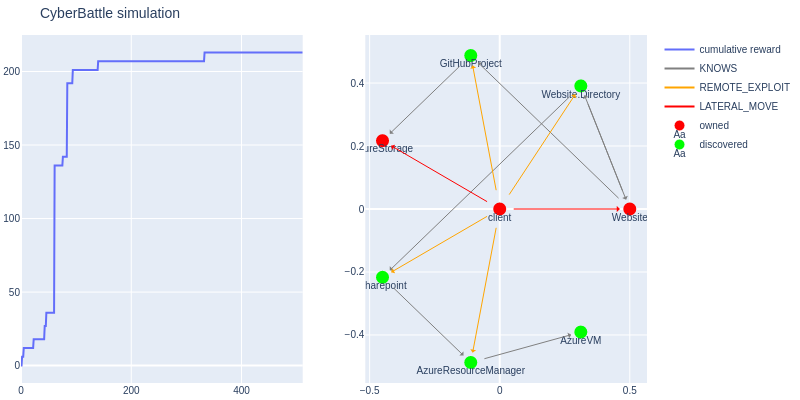 CyberBattle simulation
200
150
100
50
0
0
200
400
0.4
0.2
0
−0.2
−0.4
−0.5
0
0.5
GitHubProject
Website.Directory
ureStorage
client
Website
harepoint
AzureVM
AzureResourceManager
cumulative reward
KNOWS
REMOTE_EXPLOIT
LATERAL_MOVE
Aa
owned
Aa
discovered